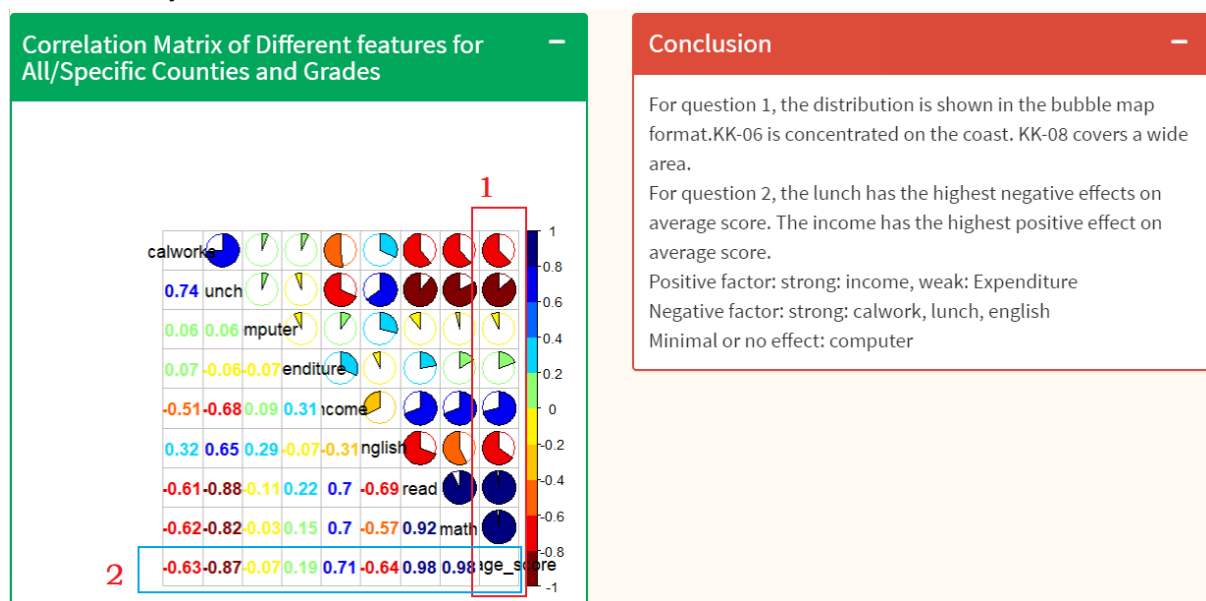 Correlation Matrix of Different features for
All/Specific Counties and Grades
1
calworks
0.74 unch
0.06 0.06 mputer
0.07 -0.06 -0.07 enditure
-0.51 -0.68 0.09 0.31 ncome
0.32 0.65 0.29 -0.07 -0.31 nglish
-0.61 -0.88 -0.11 0.22 0.7 -0.69 read
-0.62 -0.82 -0.03 0.15 0.7 -0.57 0.92 math
2 -0.63 -0.87 -0.07 0.19 0.71 -0.64 0.98 0.98 age_score
1
0.8
0.6
0.4
0.2
0
-0.2
-0.4
-0.6
-0.8
-1
Conclusion
For question 1, the distribution is shown in the bubble map
format.KK-06 is concentrated on the coast. KK-08 covers a wide
area.
For question 2, the lunch has the highest negative effects on
average score. The income has the highest positive effect on
average score.
Positive factor: strong: income, weak: Expenditure
Negative factor: strong: calwork, lunch, english
Minimal or no effect: computer